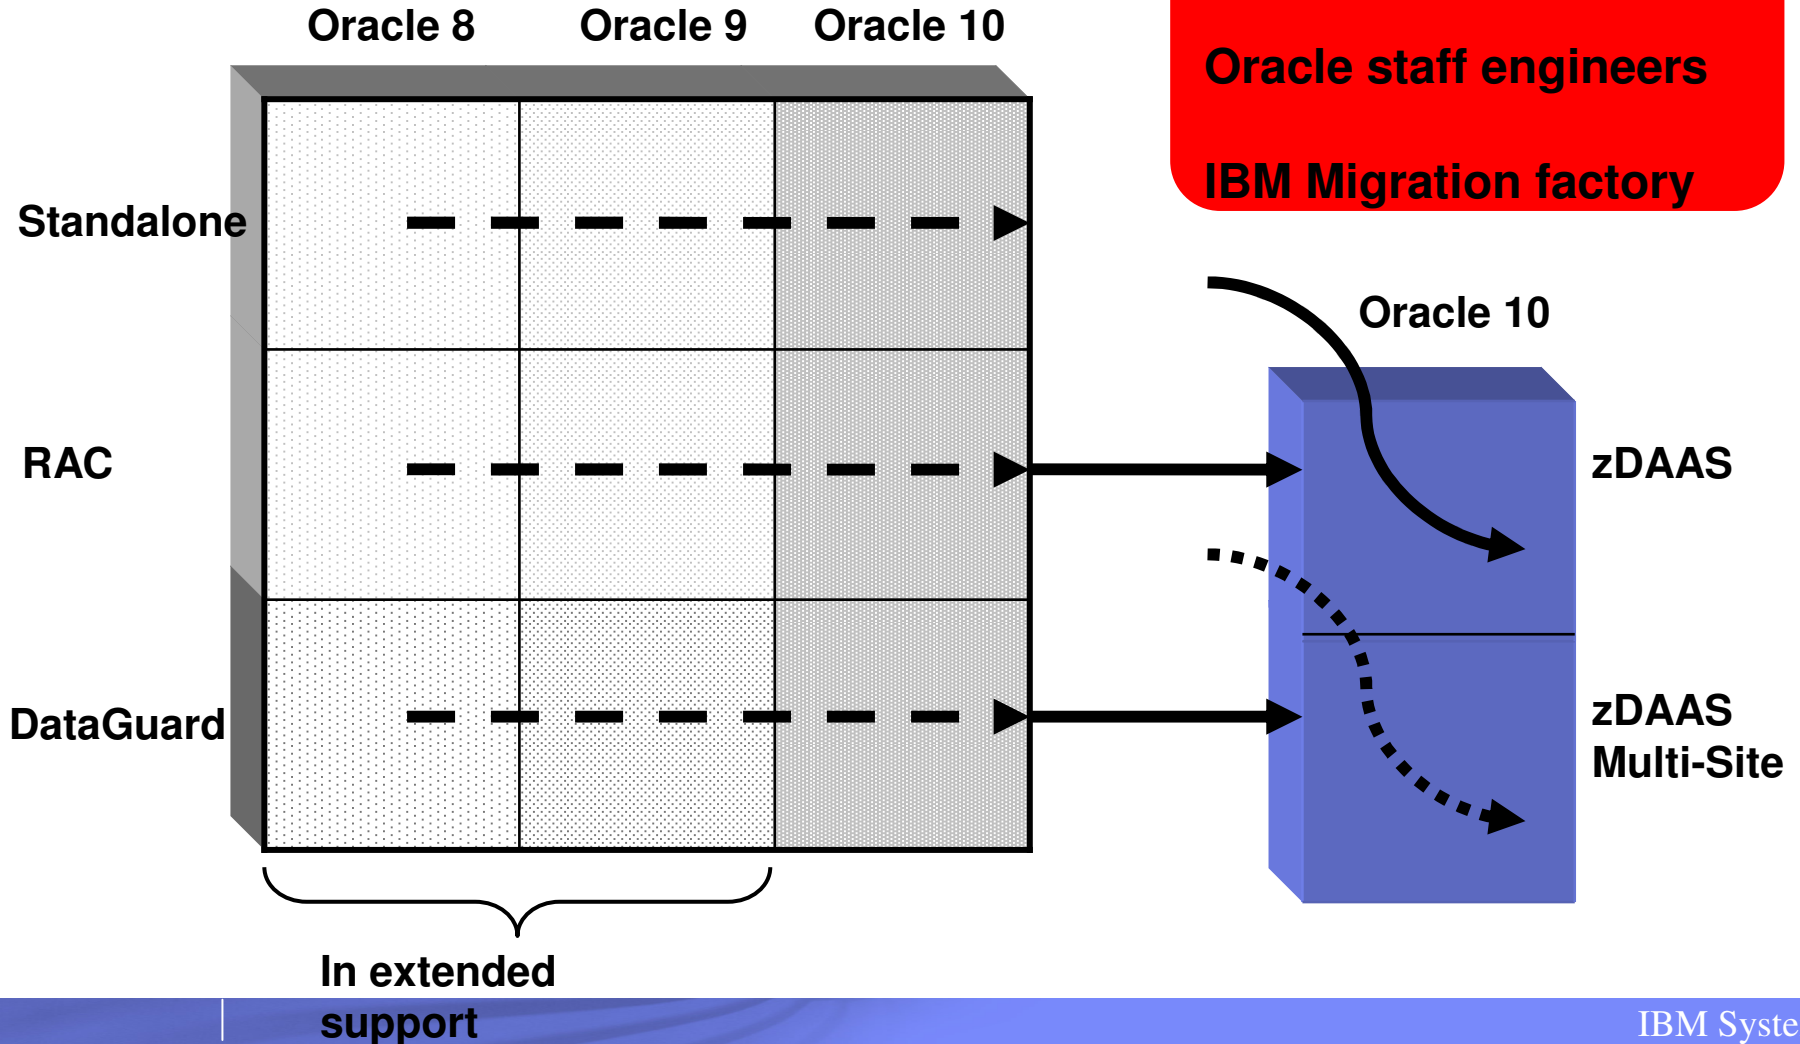 Oracle 8
Oracle 9
Oracle 10
Oracle staff engineers
IBM Migration factory
Standalone
Oracle 10
RAC
zDAAS
DataGuard
zDAAS
Multi-Site
In extended
support
IBM Syste